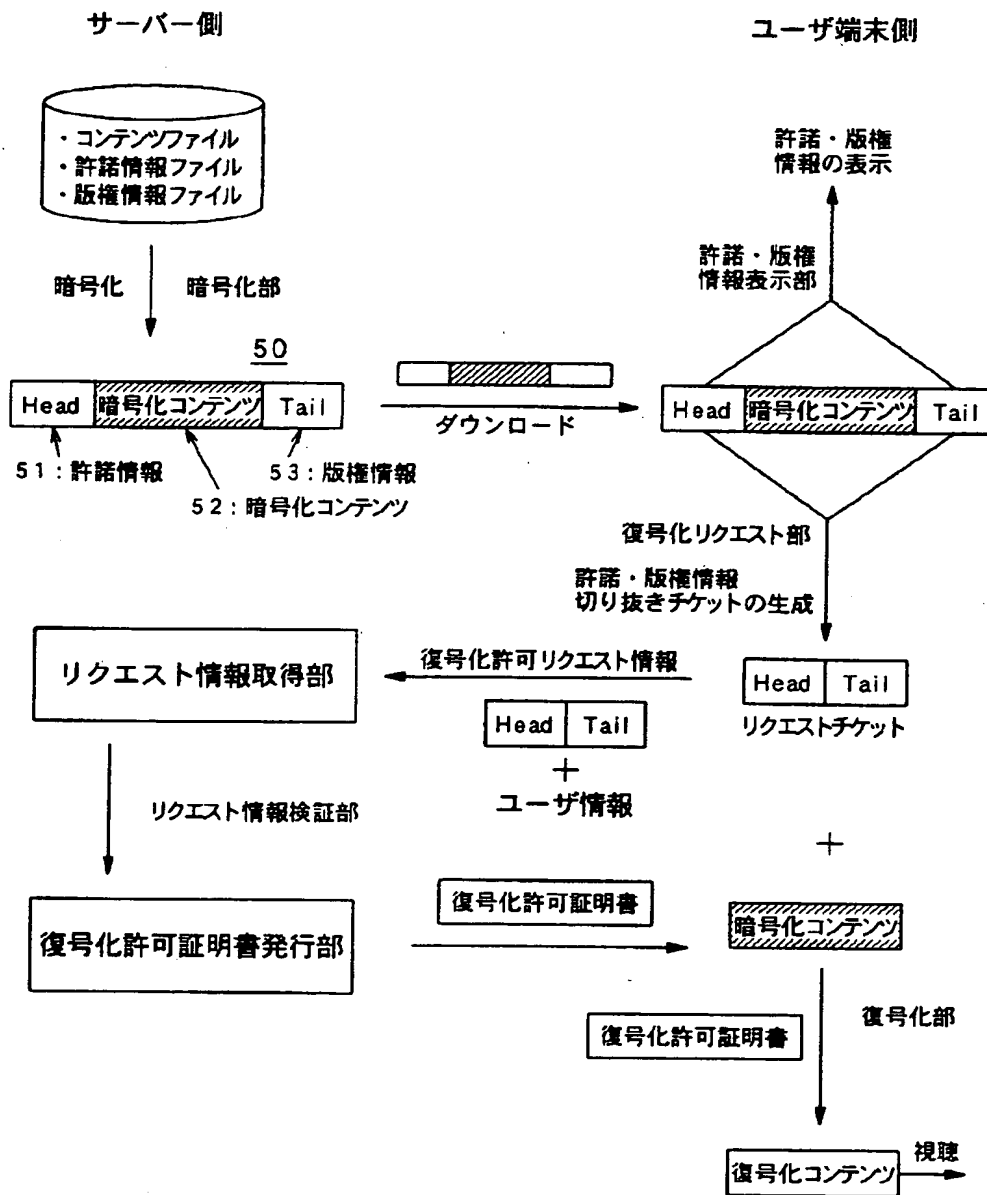 サーバー側
ユーザ端末側
・コンテンツファイル
・許諾情報ファイル
・版権情報ファイル
許諾・版権
情報の表示
暗号化
暗号化部
許諾・版権
情報表示部
50
Head
暗号化コンテンツ
Tail
ダウンロード
Head
暗号化コンテンツ
Tail
51:許諾情報
53:版権情報
52:暗号化コンテンツ
復号化リクエスト部
許諾・版権情報
切り抜きチケットの生成
リクエスト情報取得部
復号化許可リクエスト情報
Head
Tail
+
ユーザ情報
Head
Tail
リクエストチケット
リクエスト情報検証部
+
復号化許可証明書発行部
復号化許可証明書
暗号化コンテンツ
復号化許可証明書
復号化部
復号化コンテンツ
視聴